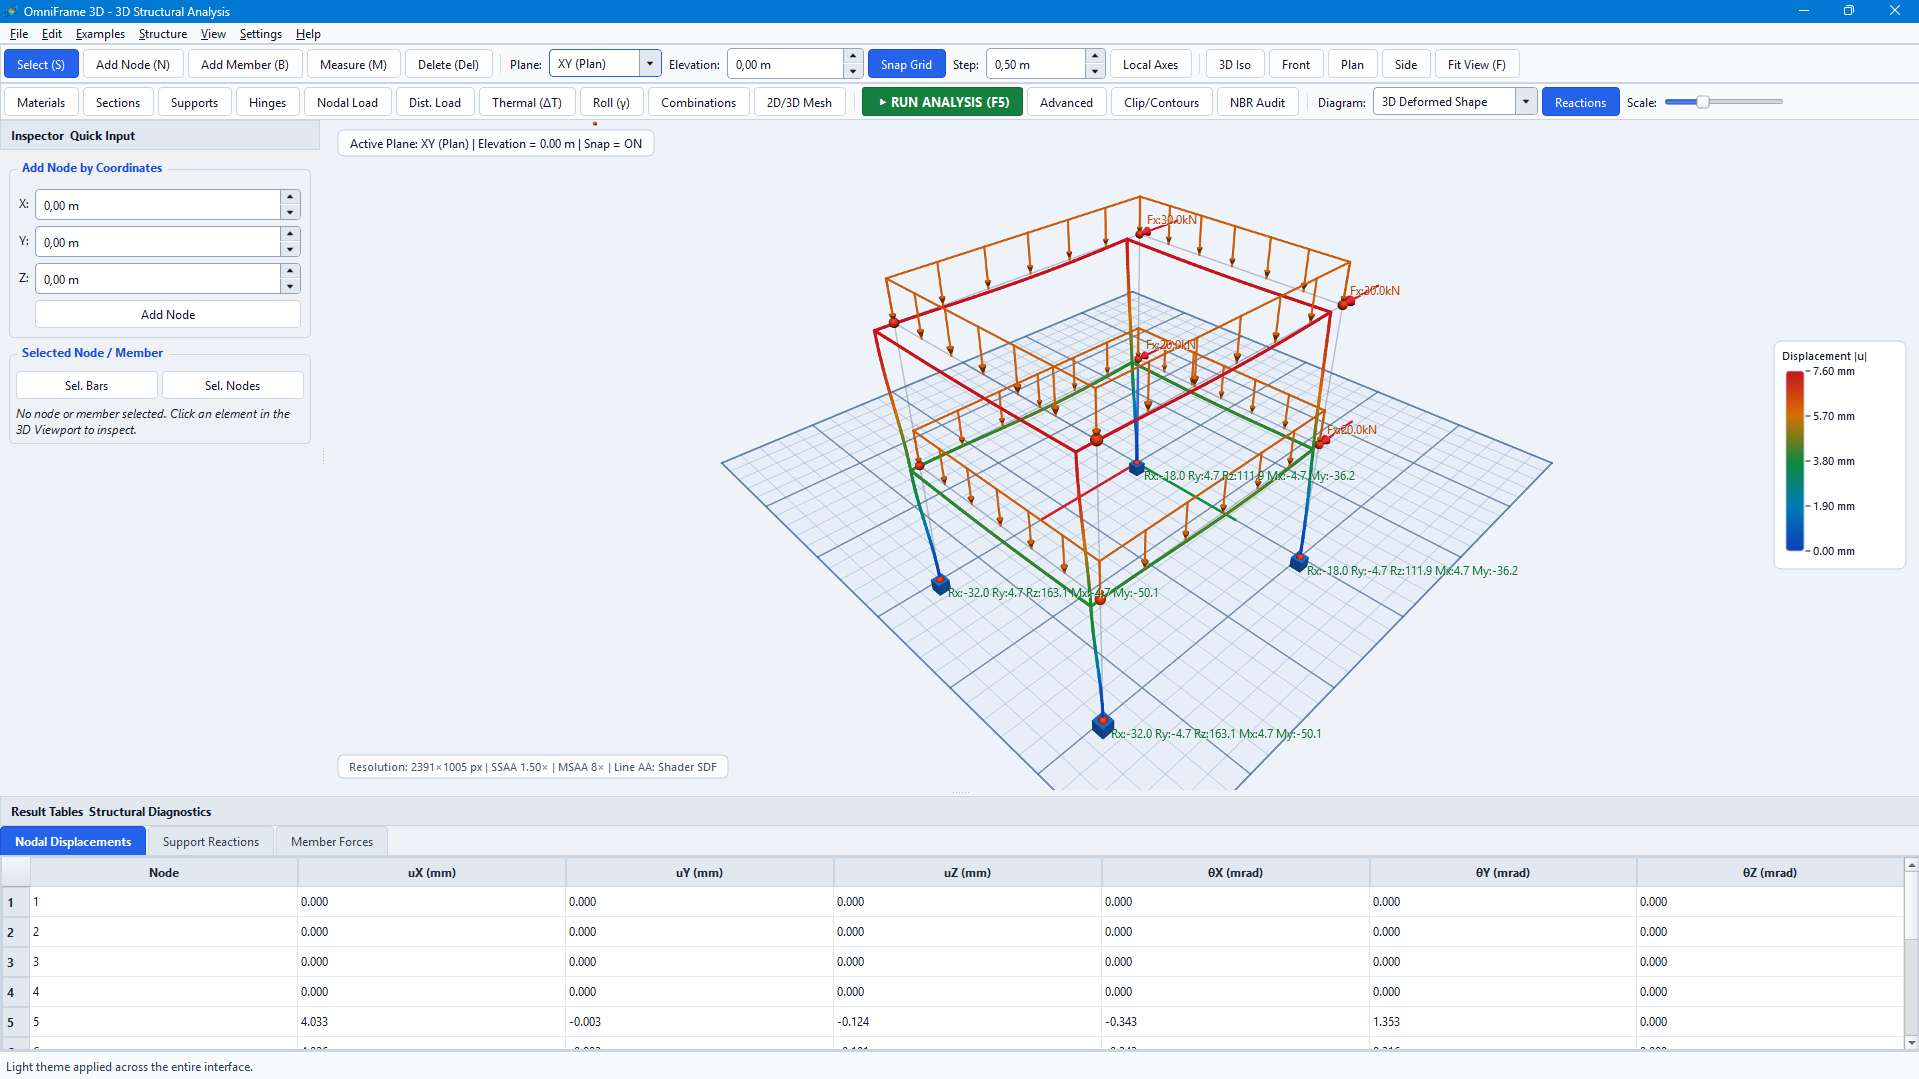 OmniFrame 3D - 3D Structural Analysis
File Edit Examples Structure View Settings Help
Select (S) Add Node (N) Add Member (B) Measure (M) Delete (Del) Plane: XY (Plan) Elevation: 0,00 m Snap Grid Step: 0,50 m Local Axes 3D Iso Front Plan Side Fit View (F)
Materials Sections Supports Hinges Nodal Load Dist. Load Thermal (ΔT) Roll (γ) Combinations 2D/3D Mesh RUN ANALYSIS (F5) Advanced Clip/Contours NBR Audit Diagram: 3D Deformed Shape Reactions Scale:
Inspector Quick Input
Add Node by Coordinates
X: 0,00 m
Y: 0,00 m
Z: 0,00 m
Add Node
Selected Node / Member
Sel. Bars Sel. Nodes
No node or member selected. Click an element in the
3D Viewport to inspect.
Active Plane: XY (Plan) | Elevation = 0.00 m | Snap = ON
Fx:30.0kN
Fx:30.0kN
Fx:20.0kN
Fx:20.0kN
Rx:-18.0 Ry:4.7 Rz:111.9 Mx:-4.7 My:-36.2
Rx:-18.0 Ry:-4.7 Rz:111.9 Mx:4.7 My:-36.2
Rx:-32.0 Ry:4.7 Rz:163.1 Mx:-4.7 My:-50.1
Rx:-32.0 Ry:-4.7 Rz:163.1 Mx:4.7 My:-50.1
Displacement |u|
7.60 mm
5.70 mm
3.80 mm
1.90 mm
0.00 mm
Resolution: 2391×1005 px | SSAA 1.50× | MSAA 8× | Line AA: Shader SDF
Result Tables Structural Diagnostics
Nodal Displacements Support Reactions Member Forces
Node uX (mm) uY (mm) uZ (mm) θX (mrad) θY (mrad) θZ (mrad)
1 1 0.000 0.000 0.000 0.000 0.000 0.000
2 2 0.000 0.000 0.000 0.000 0.000 0.000
3 3 0.000 0.000 0.000 0.000 0.000 0.000
4 4 0.000 0.000 0.000 0.000 0.000 0.000
5 5 4.033 -0.003 -0.124 -0.343 1.353 0.000
Light theme applied across the entire interface.